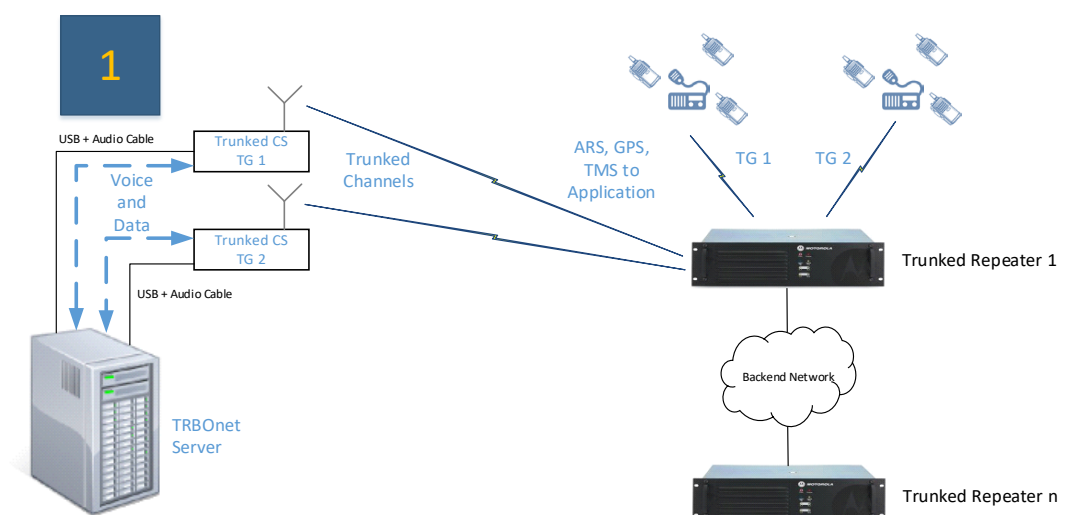 1
USB + Audio Cable
Trunked CS
TG 1
Voice
and
Data
Trunked CS
TG 2
USB + Audio Cable
TRBOnet
Server
Trunked
Channels
ARS, GPS,
TMS to
Application
TG 1
TG 2
MOTOROLA
Trunked Repeater 1
Backend Network
MOTOROLA
Trunked Repeater n